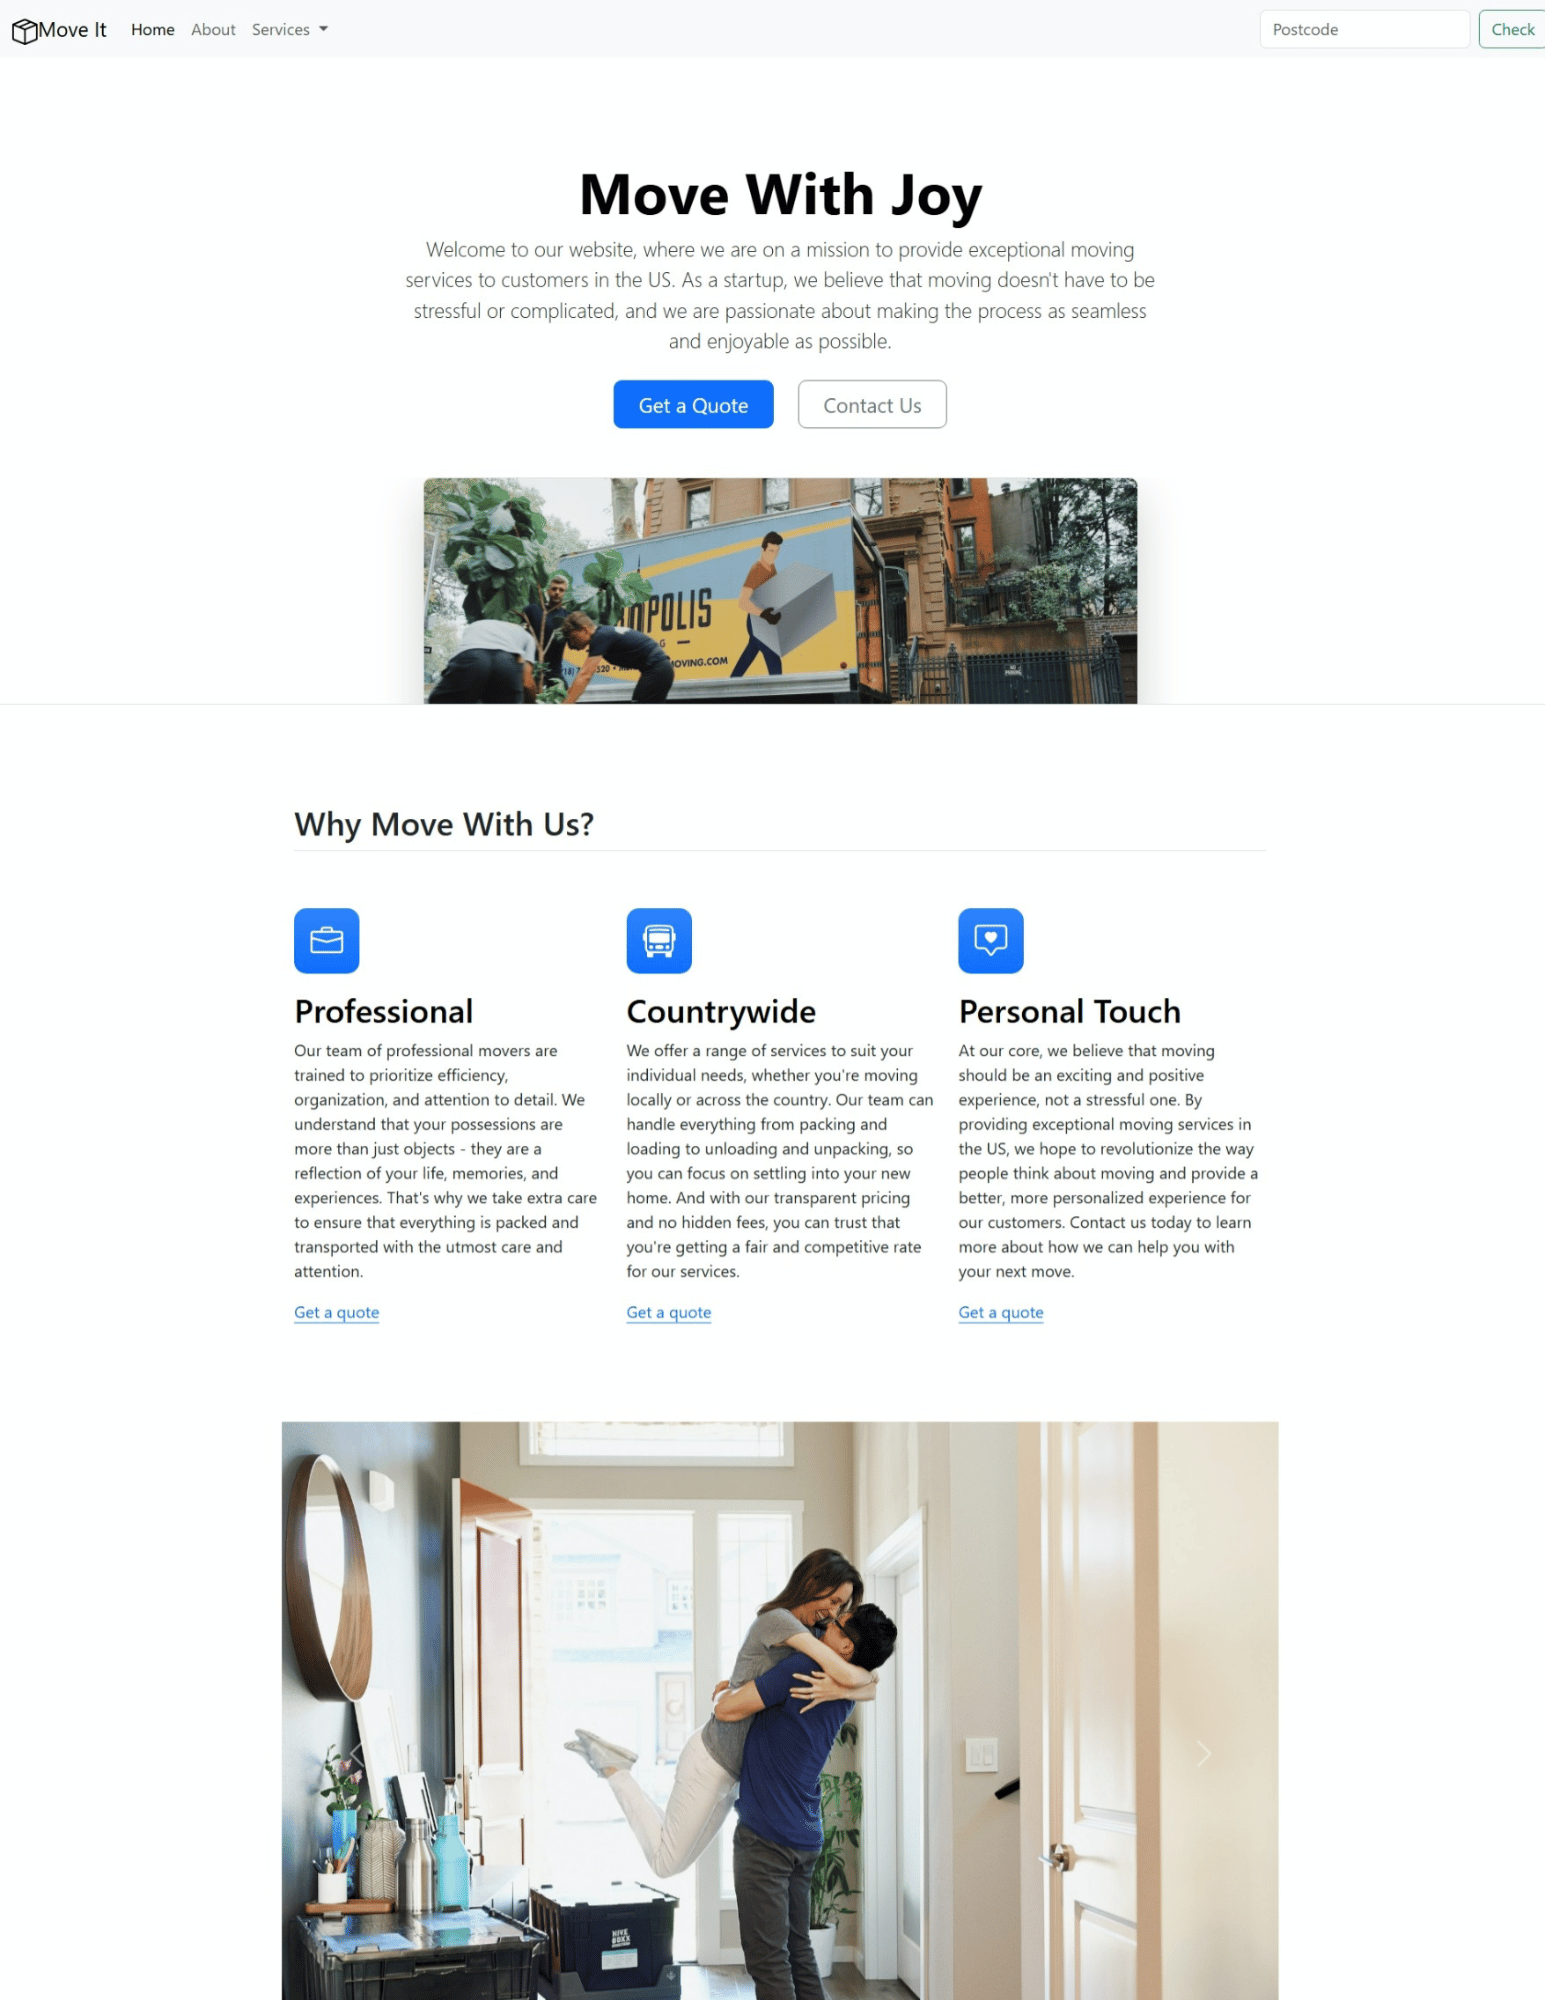 Move It Home About Services Postcode Check
Move With Joy
Welcome to our website, where we are on a mission to provide exceptional moving
services to customers in the US. As a startup, we believe that moving doesn't have to be
stressful or complicated, and we are passionate about making the process as seamless
and enjoyable as possible.
Get a Quote Contact Us
OPOLIS
MOVING.COM
Why Move With Us?
Professional
Our team of professional movers are
trained to prioritize efficiency,
organization, and attention to detail. We
understand that your possessions are
more than just objects - they are a
reflection of your life, memories, and
experiences. That's why we take extra care
to ensure that everything is packed and
transported with the utmost care and
attention.
Get a quote
Countrywide
We offer a range of services to suit your
individual needs, whether you're moving
locally or across the country. Our team can
handle everything from packing and
loading to unloading and unpacking, so
you can focus on settling into your new
home. And with our transparent pricing
and no hidden fees, you can trust that
you're getting a fair and competitive rate
for our services.
Get a quote
Personal Touch
At our core, we believe that moving
should be an exciting and positive
experience, not a stressful one. By
providing exceptional moving services in
the US, we hope to revolutionize the way
people think about moving and provide a
better, more personalized experience for
our customers. Contact us today to learn
more about how we can help you with
your next move.
Get a quote